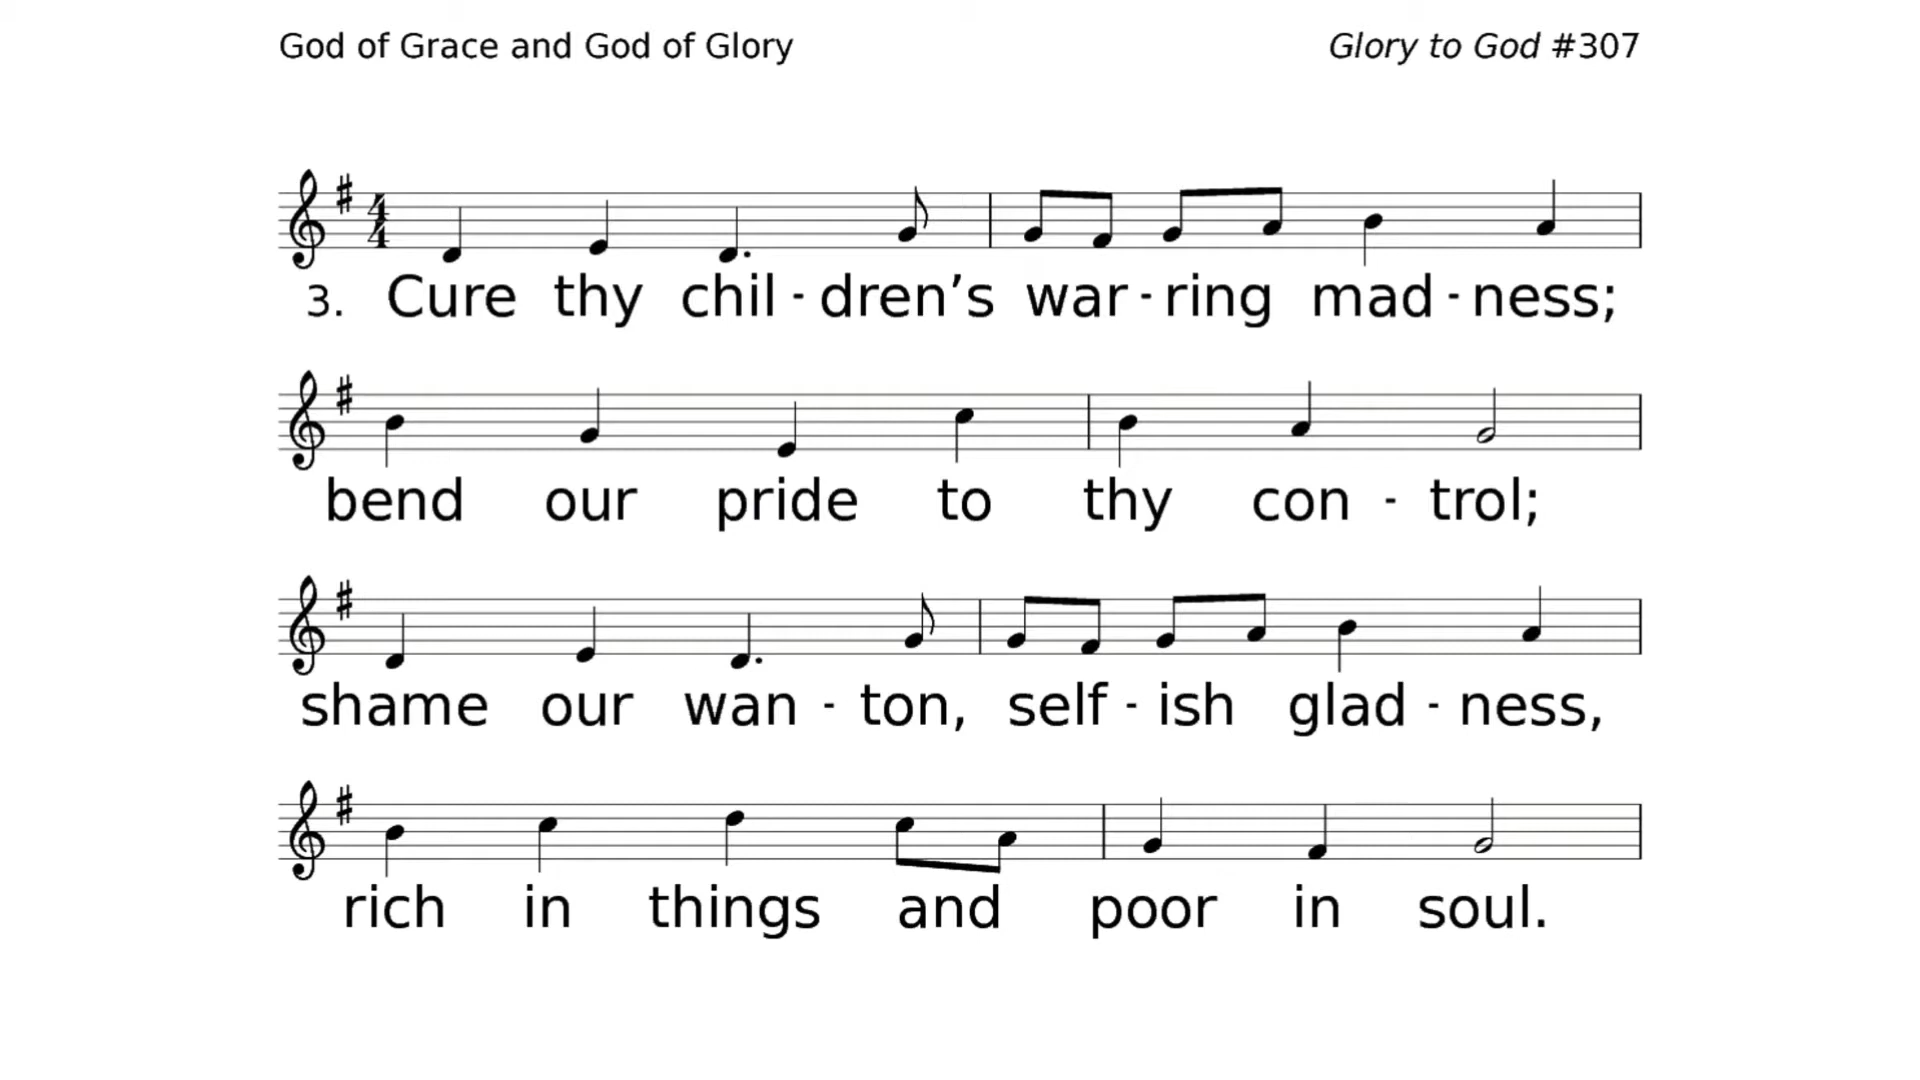 God of Grace and God of Glory Glory to God #307
4
4
3. Cure thy chil - dren’s war - ring mad - ness;
bend our pride to thy con - trol;
shame our wan - ton, self - ish glad - ness,
rich in things and poor in soul.